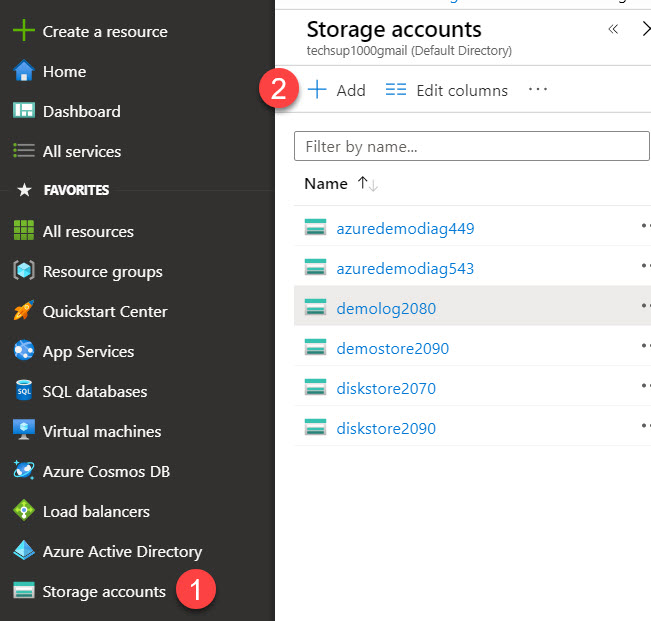 Create a resource
Home
Dashboard
All services
FAVORITES
All resources
Resource groups
Quickstart Center
App Services
SQL
SQL databases
Virtual machines
Azure Cosmos DB
Load balancers
Azure Active Directory
Storage accounts 1
Storage accounts
techsup1000gmail (Default Directory)
2 Add Edit columns ...
Filter by name...
Name
azuredemodiag449
azuredemodiag543
demolog2080
demostore2090
diskstore2070
diskstore2090